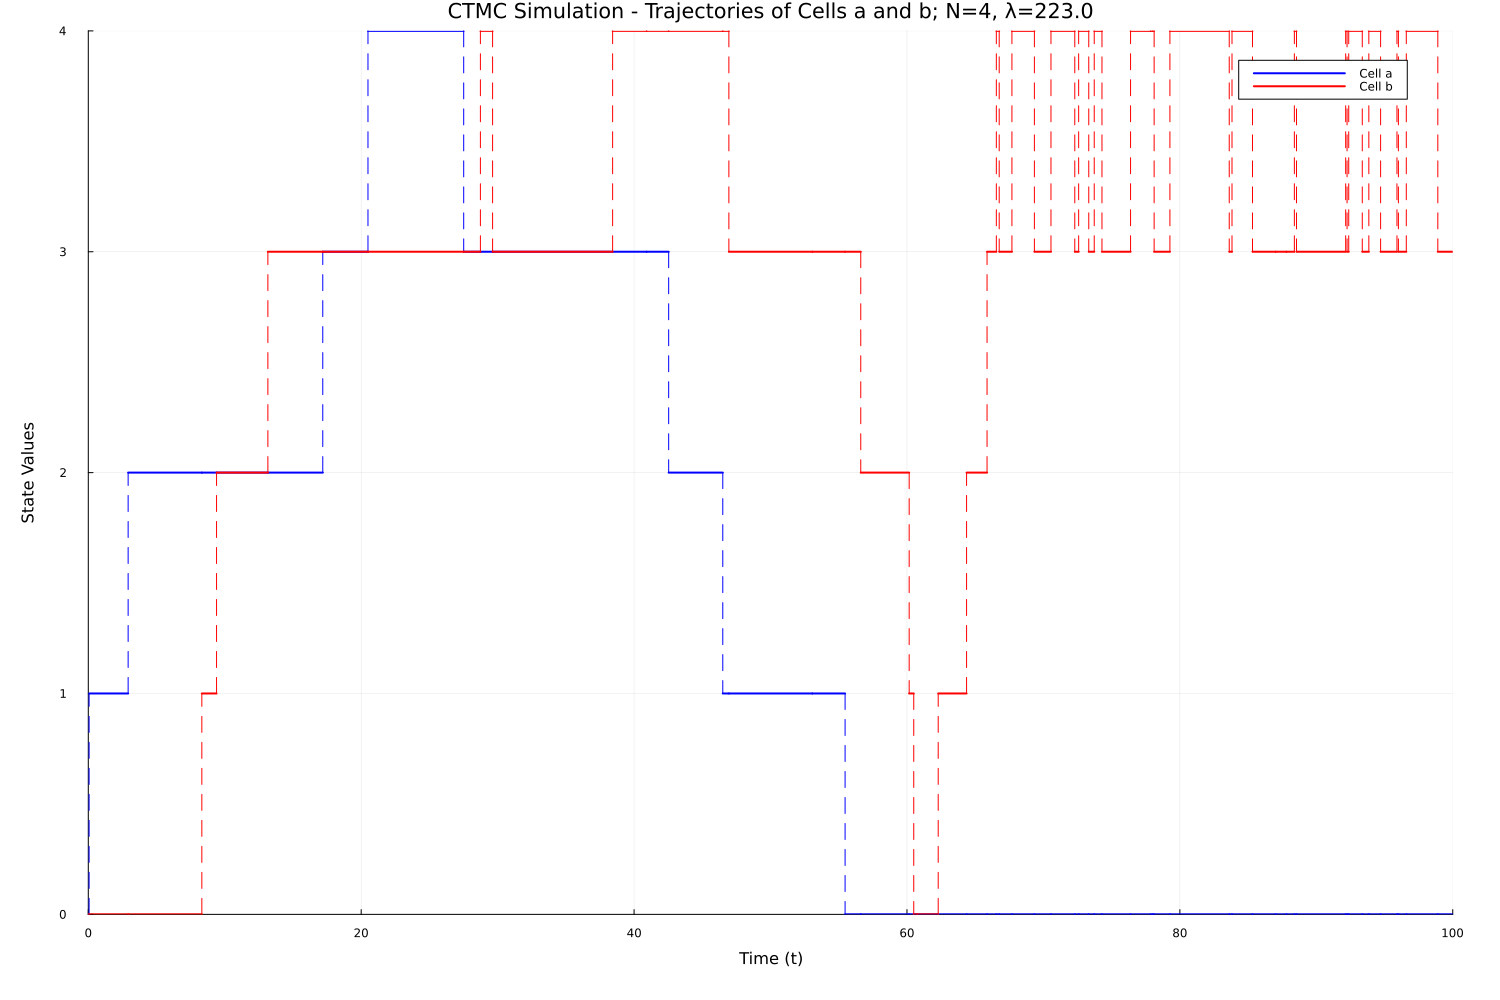 CTMC Simulation - Trajectories of Cells a and b; N=4, λ=223.0
Cell a
Cell b
State Values
4
3
2
1
0
0 20 40 60 80 100
Time (t)